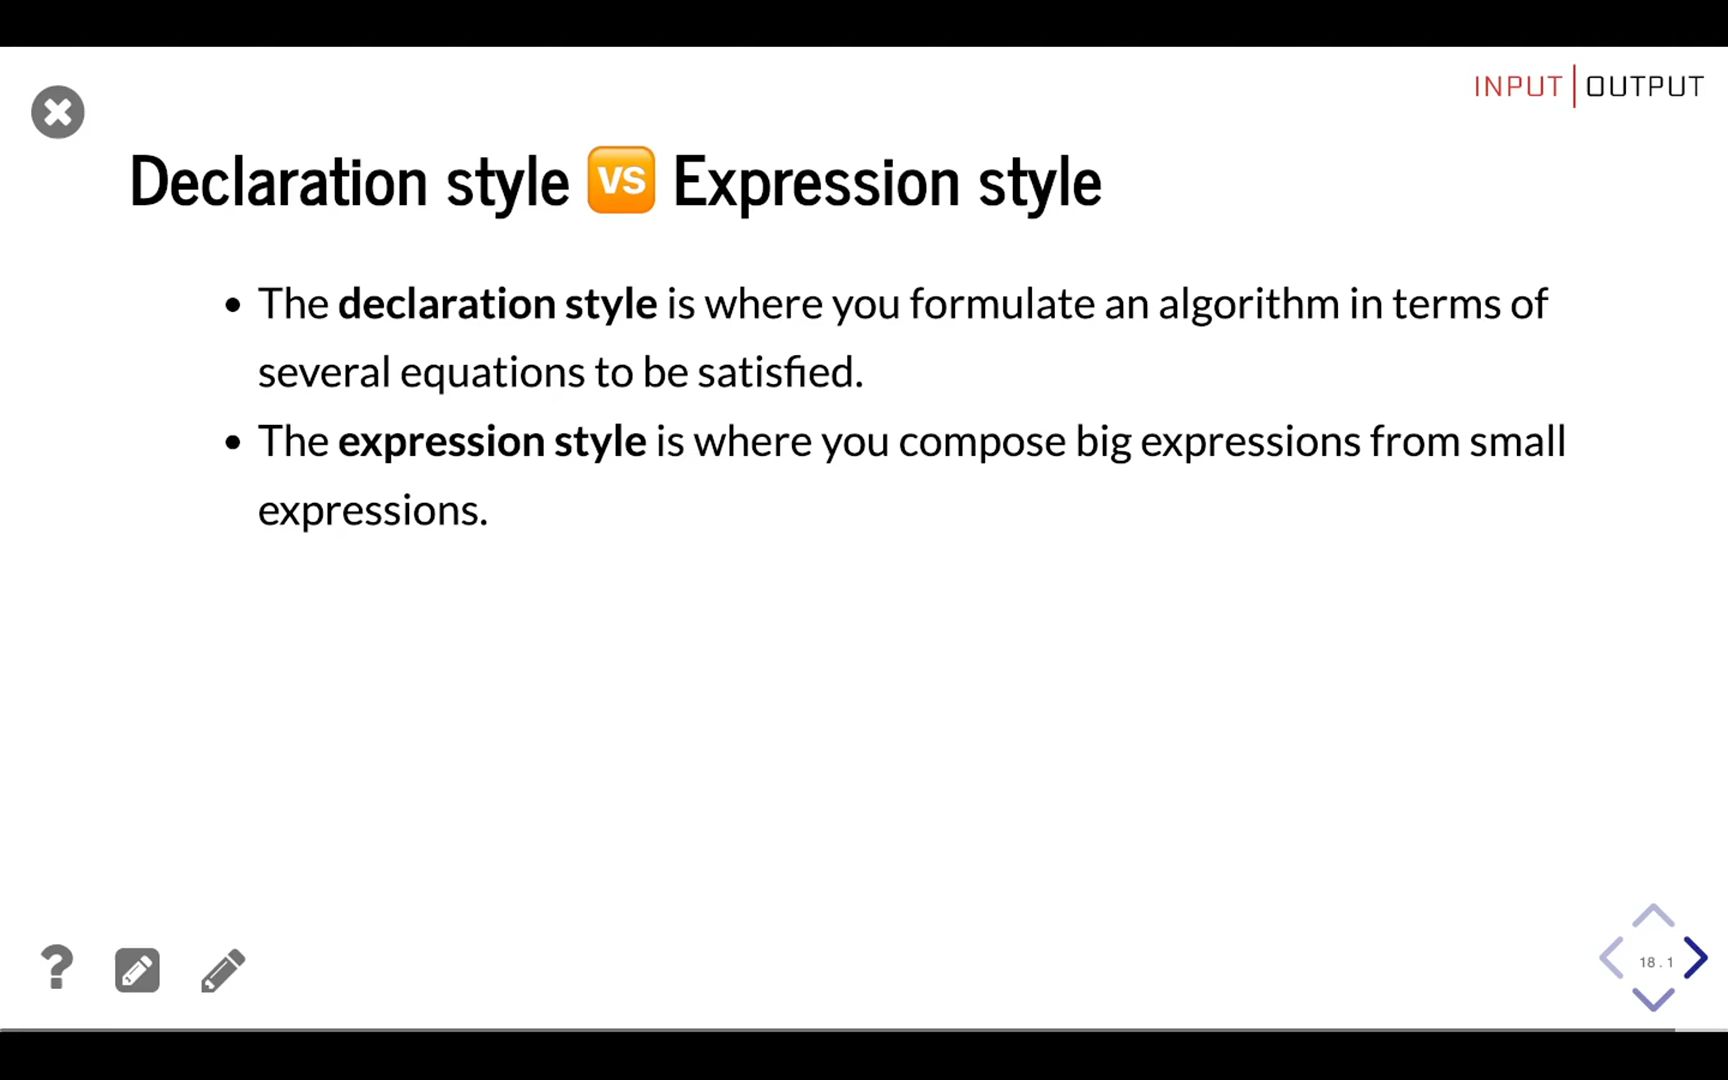 INPUT | OUTPUT
Declaration style VS Expression style
• The declaration style is where you formulate an algorithm in terms of
several equations to be satisfied.
• The expression style is where you compose big expressions from small
expressions.
?
18.1